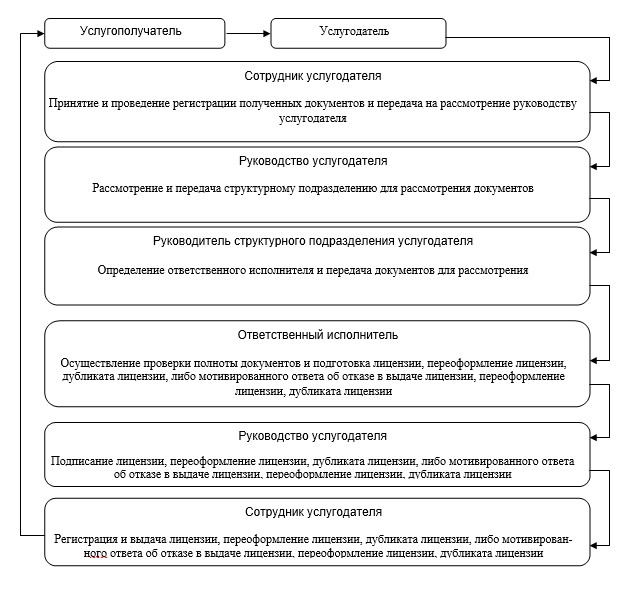 Услугополучатель
Услугодатель
Сотрудник услугодателя
Принятие и проведение регистрации полученных документов и передача на рассмотрение руководству
услугодателя
Руководство услугодателя
Рассмотрение и передача структурному подразделению для рассмотрения документов
Руководитель структурного подразделения услугодателя
Определение ответственного исполнителя и передача документов для рассмотрения
Ответственный исполнитель
Осуществление проверки полноты документов и подготовка лицензии, переоформление лицензии,
дубликата лицензии, либо мотивированного ответа об отказе в выдаче лицензии, переоформление
лицензии, дубликата лицензии
Руководство услугодателя
Подписание лицензии, переоформление лицензии, дубликата лицензии, либо мотивированного ответа
об отказе в выдаче лицензии, переоформление лицензии, дубликата лицензии
Сотрудник услугодателя
Регистрация и выдача лицензии, переоформление лицензии, дубликата лицензии, либо мотивирован-
ного ответа об отказе в выдаче лицензии, переоформление лицензии, дубликата лицензии